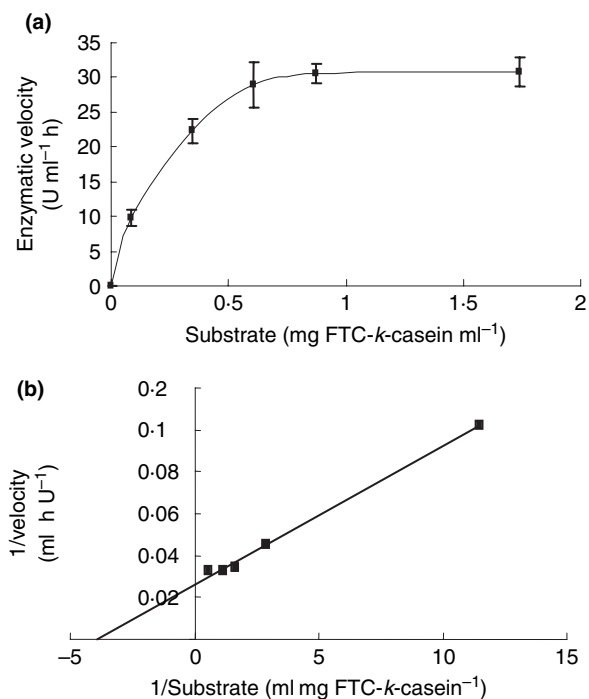 (a)
35
30
25
20
15
10
5
0
Enzymatic velocity
(U ml⁻¹ h)
0 0·5 1 1·5 2
Substrate (mg FTC-k-casein ml⁻¹)
(b)
0·2
0·1
0·08
0·06
0·04
0·02
1/velocity
(ml h U⁻¹)
−5 0 5 10 15
1/Substrate (ml mg FTC-k-casein⁻¹)